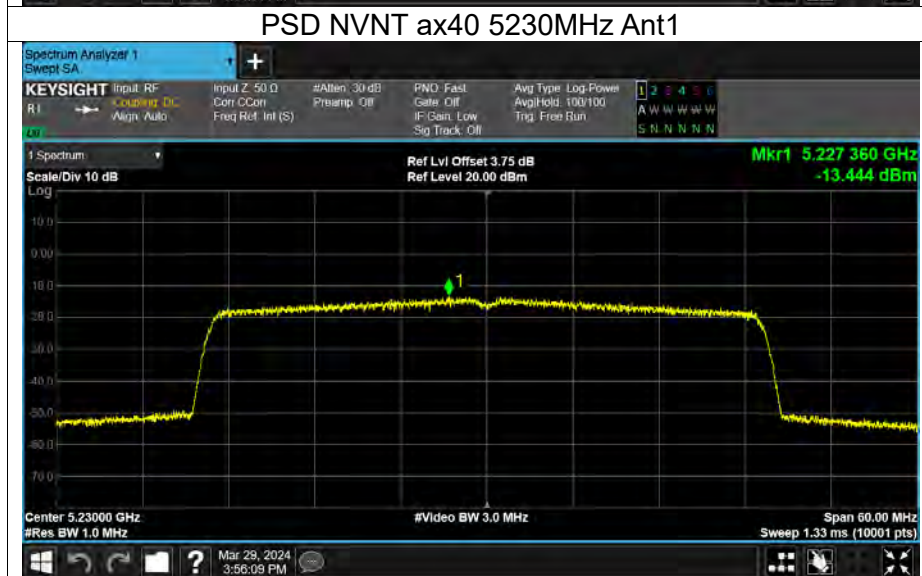 PSD NVNT ax40 5230MHz Ant1
Spectrum Analyzer 1
Swept SA
+
KEYSIGHT Input: RF Input Z: 50 Ω #Atten: 30 dB PNO: Fast Avg Type: Log-Power 1 2 3 4 5 6
Coupling: DC Corr CCorr Preamp: Off Gate: Off Avg|Hold: 100/100 A W W W W W
Align: Auto Freq Ref: Int (S) IF Gain: Low Trig: Free Run
Sig Track: Off S N N N N N
1 Spectrum Ref Lvl Offset 3.75 dB Mkr1 5.227 360 GHz
Scale/Div 10 dB Ref Level 20.00 dBm -13.444 dBm
Log
10.0
0.00
-10.0
1
-20.0
-30.0
-40.0
-50.0
-60.0
-70.0
Center 5.23000 GHz #Video BW 3.0 MHz Span 60.00 MHz
#Res BW 1.0 MHz Sweep 1.33 ms (10001 pts)
? Mar 29, 2024
3:56:09 PM